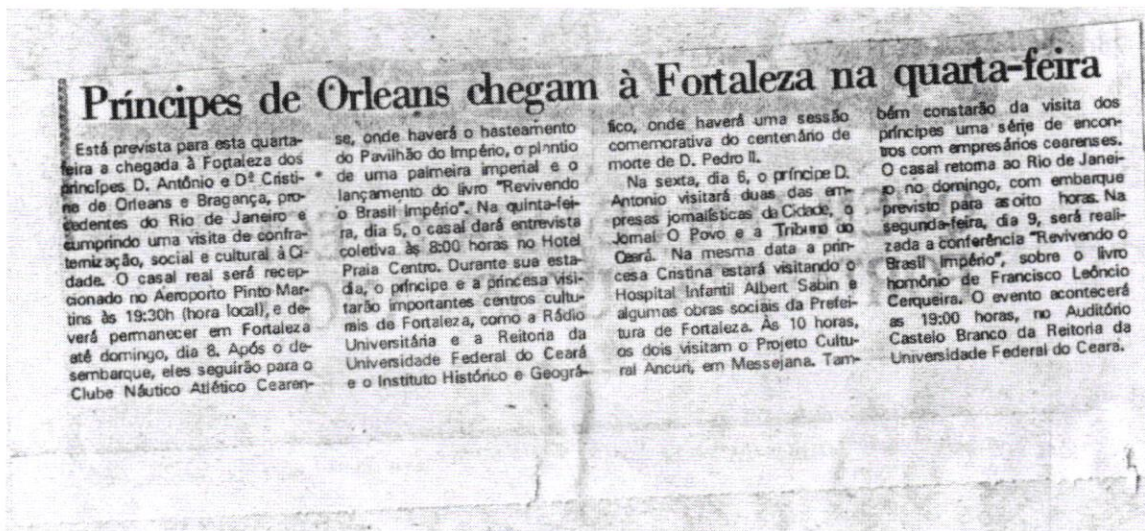 Príncipes de Orleans chegam à Fortaleza na quarta-feira
Está prevista para esta quarta-
feira a chegada à Fortaleza dos
príncipes D. Antônio e Dª Cristi-
na de Orleans e Bragança, pro-
cedentes do Rio de Janeiro e
cumprindo uma visita de confra-
ternização, social e cultural à Ci-
dade. O casal real será recep-
cionado no Aeroporto Pinto Mar-
tins às 19:30h (hora local), e de-
verá permanecer em Fortaleza
até domingo, dia 8. Após o de-
sembarque, eles seguirão para o
Clube Náutico Atlético Cearen-
se, onde haverá o hasteamento
do Pavilhão do Império, o plantio
de uma palmeira imperial e o
lançamento do livro "Revivendo
o Brasil Império". Na quinta-fei-
ra, dia 5, o casal dará entrevista
coletiva às 8:00 horas no Hotel
Praia Centro. Durante sua esta-
dia, o príncipe e a princesa visi-
tarão importantes centros cultu-
rais de Fortaleza, como a Rádio
Universitária e a Reitoria da
Universidade Federal do Ceará
e o Instituto Histórico e Geográ-
fico, onde haverá uma sessão
comemorativa do centenário de
morte de D. Pedro II.
Na sexta, dia 6, o príncipe D.
Antonio visitará duas das em-
presas jornalísticas da Cidade, o
Jornal O Povo e a Tribuna do
Ceará. Na mesma data a prin-
cesa Cristina estará visitando o
Hospital Infantil Albert Sabin e
algumas obras sociais da Prefei-
tura de Fortaleza. Às 10 horas,
os dois visitam o Projeto Cultu-
ral Ancuri, em Messejana. Tam-
bém constarão da visita dos
príncipes uma série de encon-
tros com empresários cearenses.
O casal retorna ao Rio de Janei-
ro no domingo, com embarque
previsto para as oito horas. Na
segunda-feira, dia 9, será reali-
zada a conferência "Revivendo o
Brasil Império", sobre o livro
homônio de Francisco Leôncio
Cerqueira. O evento acontecerá
as 19:00 horas, no Auditório
Castelo Branco da Reitoria da
Universidade Federal do Ceará.